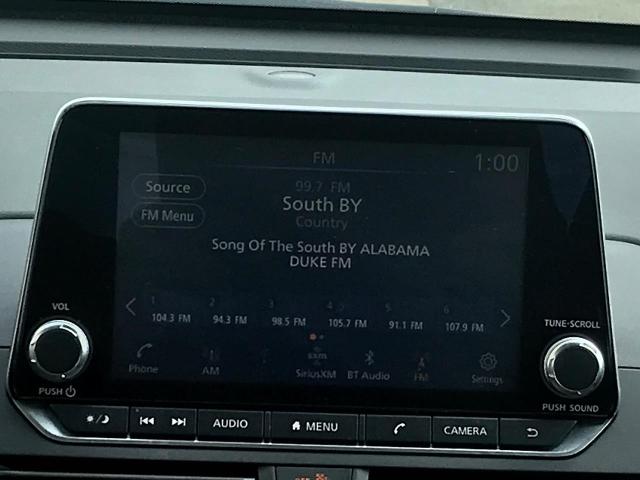 FM
1:00
Source
99.7 FM
South BY
FM Menu
Country
Song Of The South BY ALABAMA
DUKE FM
1 2 3 4 5 6
104.3 FM 94.3 FM 98.5 FM 105.7 FM 91.1 FM 107.9 FM
VOL
TUNE•SCROLL
sxm
Phone AM SiriusXM BT Audio FM Settings
PUSH
PUSH SOUND
AUDIO MENU CAMERA
OFF